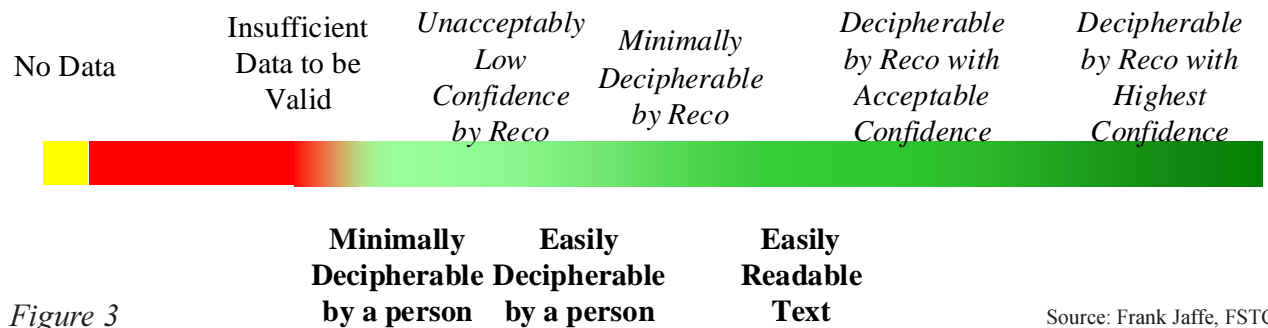 No Data
Insufficient
Data to be
Valid
Unacceptably
Low
Confidence
by Reco
Minimally
Decipherable
by Reco
Decipherable
by Reco with
Acceptable
Confidence
Decipherable
by Reco with
Highest
Confidence
Minimally
Decipherable
by a person
Easily
Decipherable
by a person
Easily
Readable
Text
Figure 3
Source: Frank Jaffe, FSTC